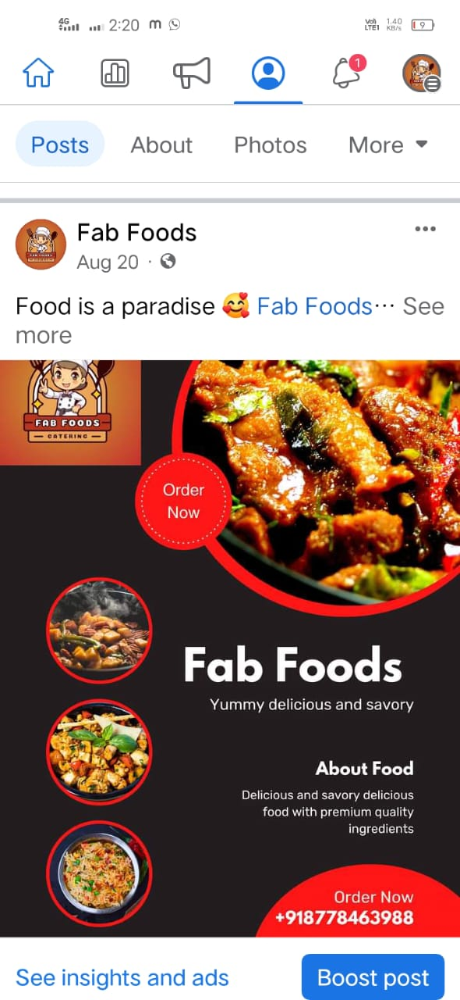 4G
2:20
Vo))
LTE1
1.40
KB/s
9
1
Posts
About
Photos
More
Fab Foods
Aug 20 ·
Food is a paradise 🥰 Fab Foods... See
more
FAB FOODS
CATERING
Order
Now
Fab Foods
Yummy delicious and savory
About Food
Delicious and savory delicious
food with premium quality
ingredients
Order Now
+918778463988
See insights and ads
Boost post